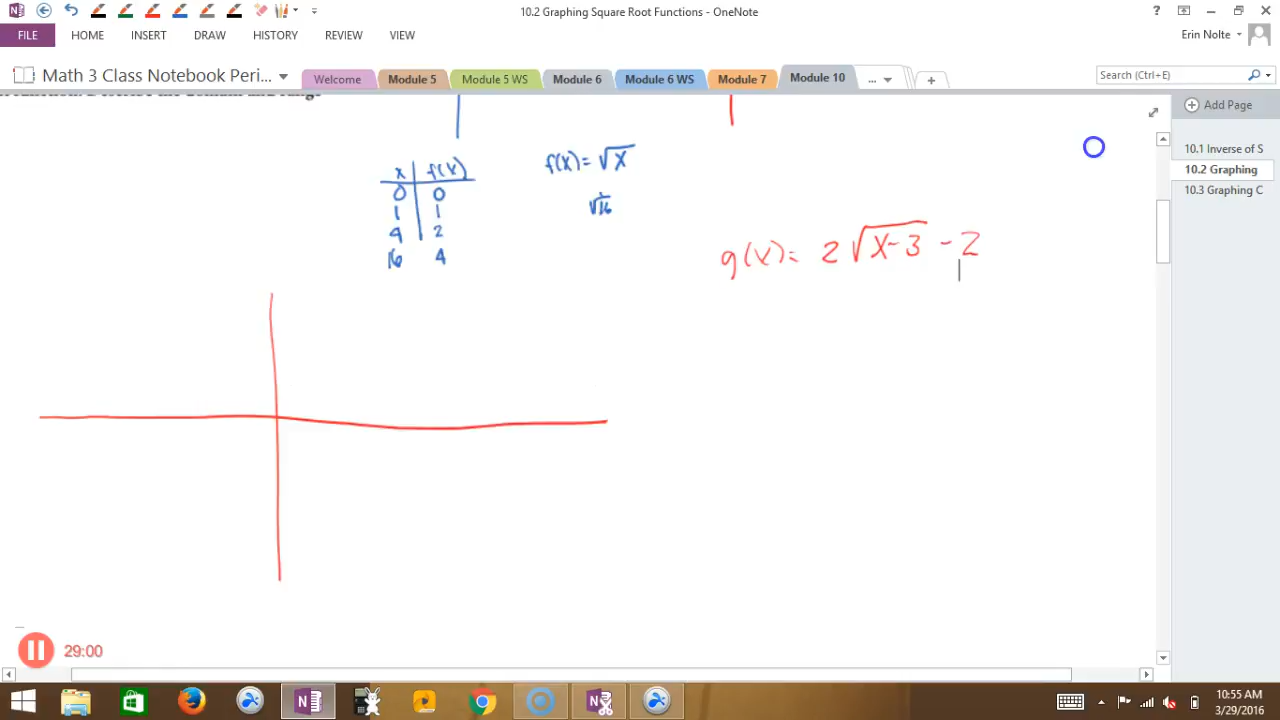 10.2 Graphing Square Root Functions - OneNote
Erin Nolte
FILE HOME INSERT DRAW HISTORY REVIEW VIEW
Math 3 Class Notebook Peri... Welcome Module 5 Module 5 WS Module 6 Module 6 WS Module 7 Module 10 ... Search (Ctrl+E)
domain and range
Add Page
10.1 Inverse of S
10.2 Graphing
10.3 Graphing C
x f(x)
0 0
1 1
4 2
16 4
f(x) = √x
√16
g(x) = 2√x-3 - 2
29:00
10:55 AM
3/29/2016